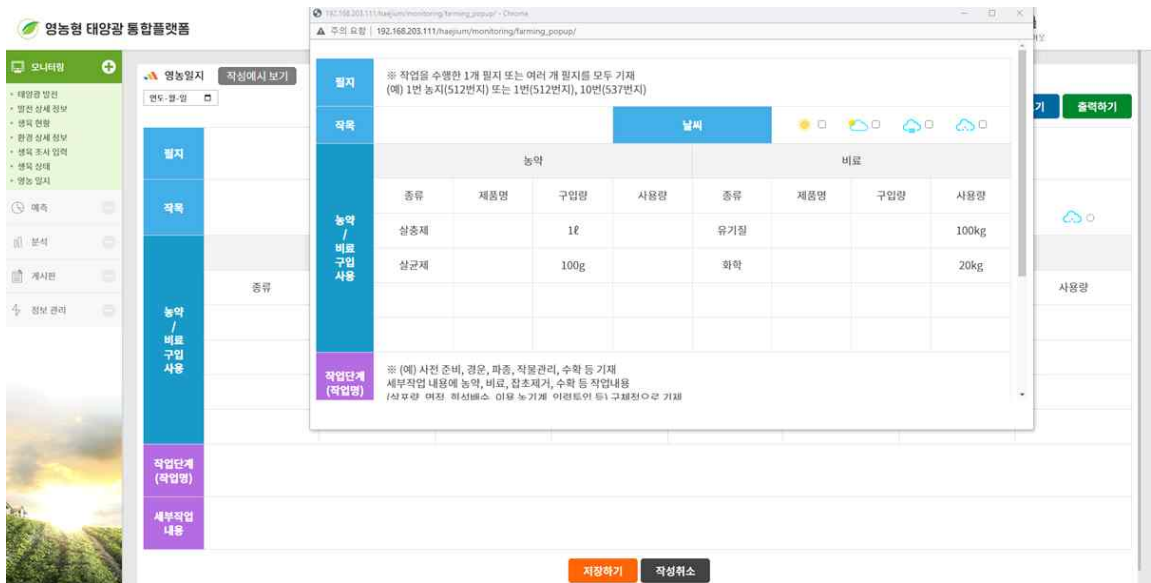 영농형 태양광 통합플랫폼
모니터링
태양광 발전
발전 상세 정보
생육 현황
환경 상세 정보
생육 조사 입력
생육 상태
영농 일지
예측
분석
게시판
정보 관리
영농일지 작성예시 보기
연도-월-일
출력하기
필지
작목
종류
사용량
농약
/
비료
구입
사용
작업단계
(작업명)
세부작업
내용
저장하기 작성취소
192.168.203.111/haejium/monitoring/farming_popup/ - Chrome
주의 요함 | 192.168.203.111/haejium/monitoring/farming_popup/
필지
※ 작업을 수행한 1개 필지 또는 여러 개 필지를 모두 기재
(예) 1번 농지(512번지) 또는 1번(512번지), 10번(537번지)
작목 날씨
농약 비료
농약
/
비료
구입
사용
종류 제품명 구입량 사용량 종류 제품명 구입량 사용량
살충제 1ℓ 유기질 100kg
살균제 100g 화학 20kg
작업단계
(작업명)
※ (예) 사전 준비, 경운, 파종, 작물관리, 수확 등 기재
세부작업 내용에 농약, 비료, 잡초제거, 수확 등 작업내용